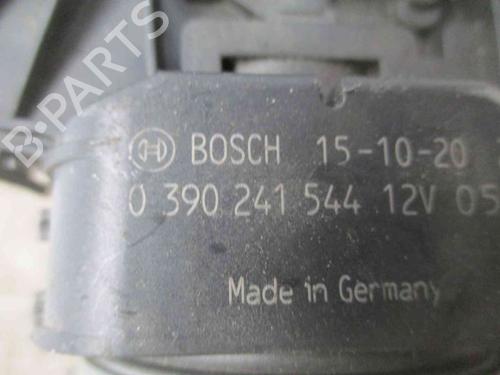 B-PARTS
BOSCH 15-10-20
0 390 241 544 12V 05
Made in Germany